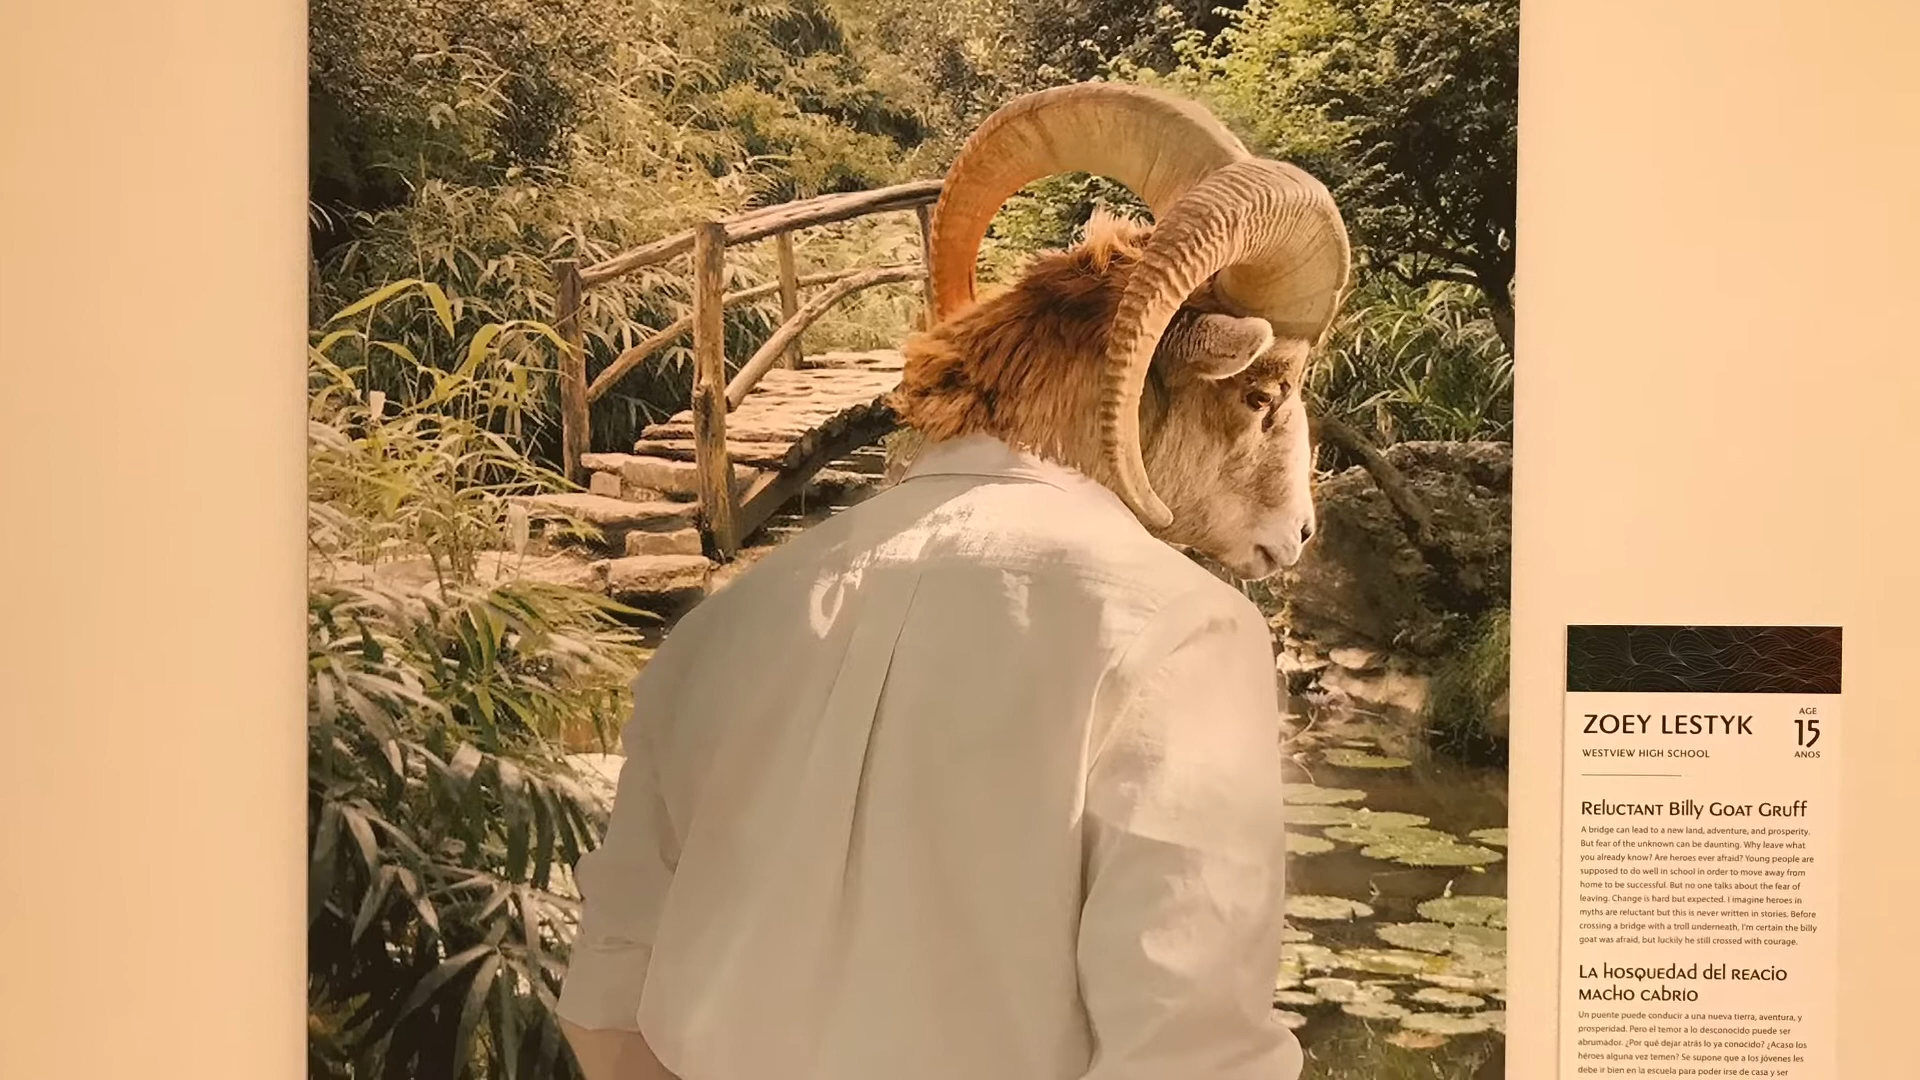 ZOEY LESTYK
AGE
15
AÑOS
WESTVIEW HIGH SCHOOL
Reluctant Billy Goat Gruff
A bridge can lead to a new land, adventure, and prosperity.
But fear of the unknown can be daunting. Why leave what
you already know? Are heroes ever afraid? Young people are
supposed to do well in school in order to move away from
home to be successful. But no one talks about the fear of
leaving. Change is hard but expected. I imagine heroes in
myths are reluctant but this is never written in stories. Before
crossing a bridge with a troll underneath, I'm certain the billy
goat was afraid, but luckily he still crossed with courage.
La hosquedad del reacio
macho cabrío
Un puente puede conducir a una nueva tierra, aventura, y
prosperidad. Pero el temor a lo desconocido puede ser
abrumador. ¿Por qué dejar atrás lo ya conocido? ¿Acaso los
héroes alguna vez temen? Se supone que a los jóvenes les
debe ir bien en la escuela para poder irse de casa y ser